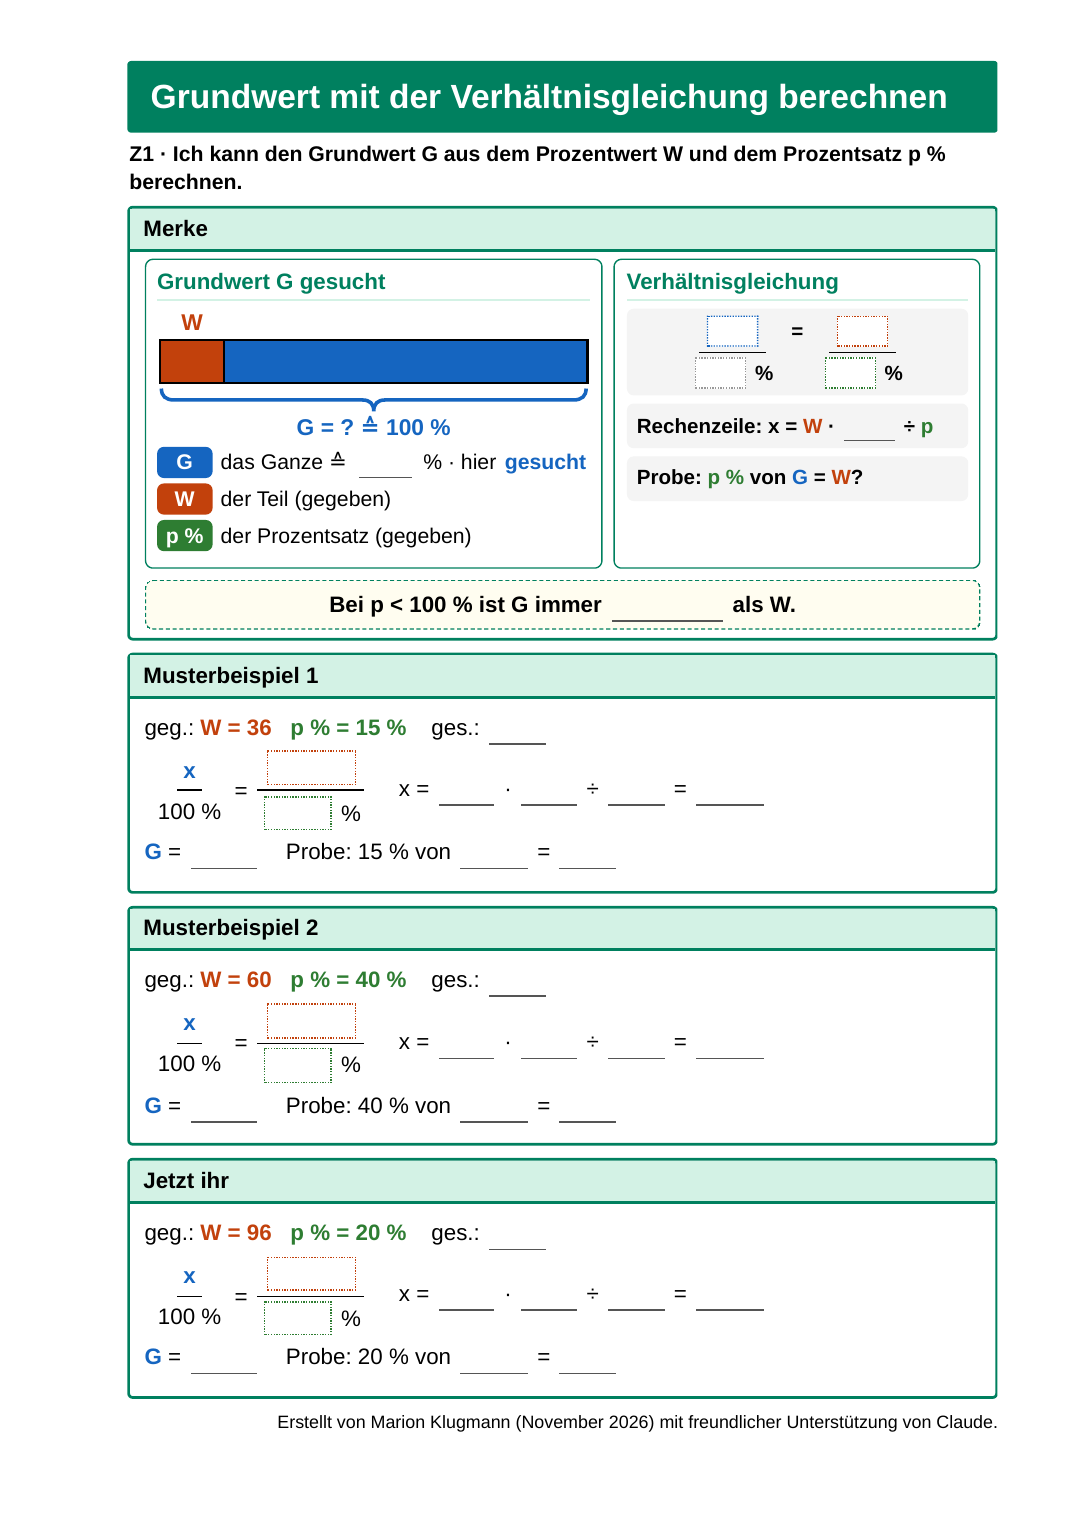 Grundwert mit der Verhältnisgleichung berechnen
Z1 · Ich kann den Grundwert G aus dem Prozentwert W und dem Prozentsatz p %
berechnen.
Merke
Grundwert G gesucht
W
G = ? ≙ 100 %
G das Ganze ≙ ____ % · hier gesucht
W der Teil (gegeben)
p % der Prozentsatz (gegeben)
Verhältnisgleichung
=
% %
Rechenzeile: x = W · ____ ÷ p
Probe: p % von G = W?
Bei p < 100 % ist G immer ________ als W.
Musterbeispiel 1
geg.: W = 36 p % = 15 % ges.: ____
x
100 % = % x = ____ · ____ ÷ ____ = ____
G = ____ Probe: 15 % von ____ = ____
Musterbeispiel 2
geg.: W = 60 p % = 40 % ges.: ____
x
100 % = % x = ____ · ____ ÷ ____ = ____
G = ____ Probe: 40 % von ____ = ____
Jetzt ihr
geg.: W = 96 p % = 20 % ges.: ____
x
100 % = % x = ____ · ____ ÷ ____ = ____
G = ____ Probe: 20 % von ____ = ____
Erstellt von Marion Klugmann (November 2026) mit freundlicher Unterstützung von Claude.